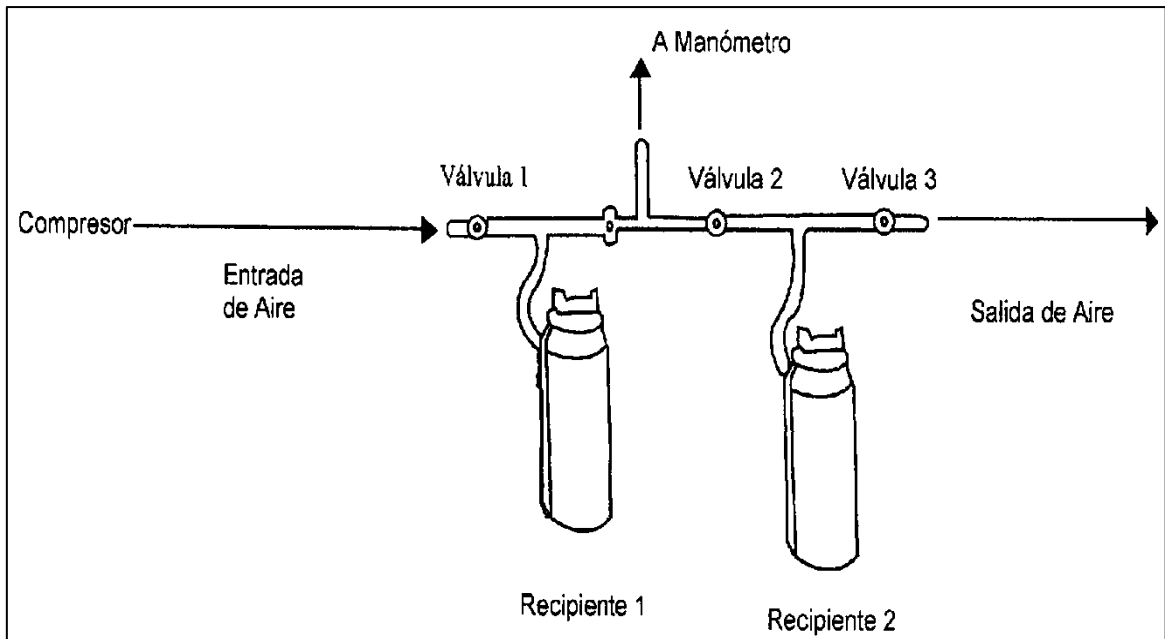 A Manómetro
Válvula 1
Válvula 2
Válvula 3
Compresor
Entrada
de Aire
Salida de Aire
Recipiente 1
Recipiente 2